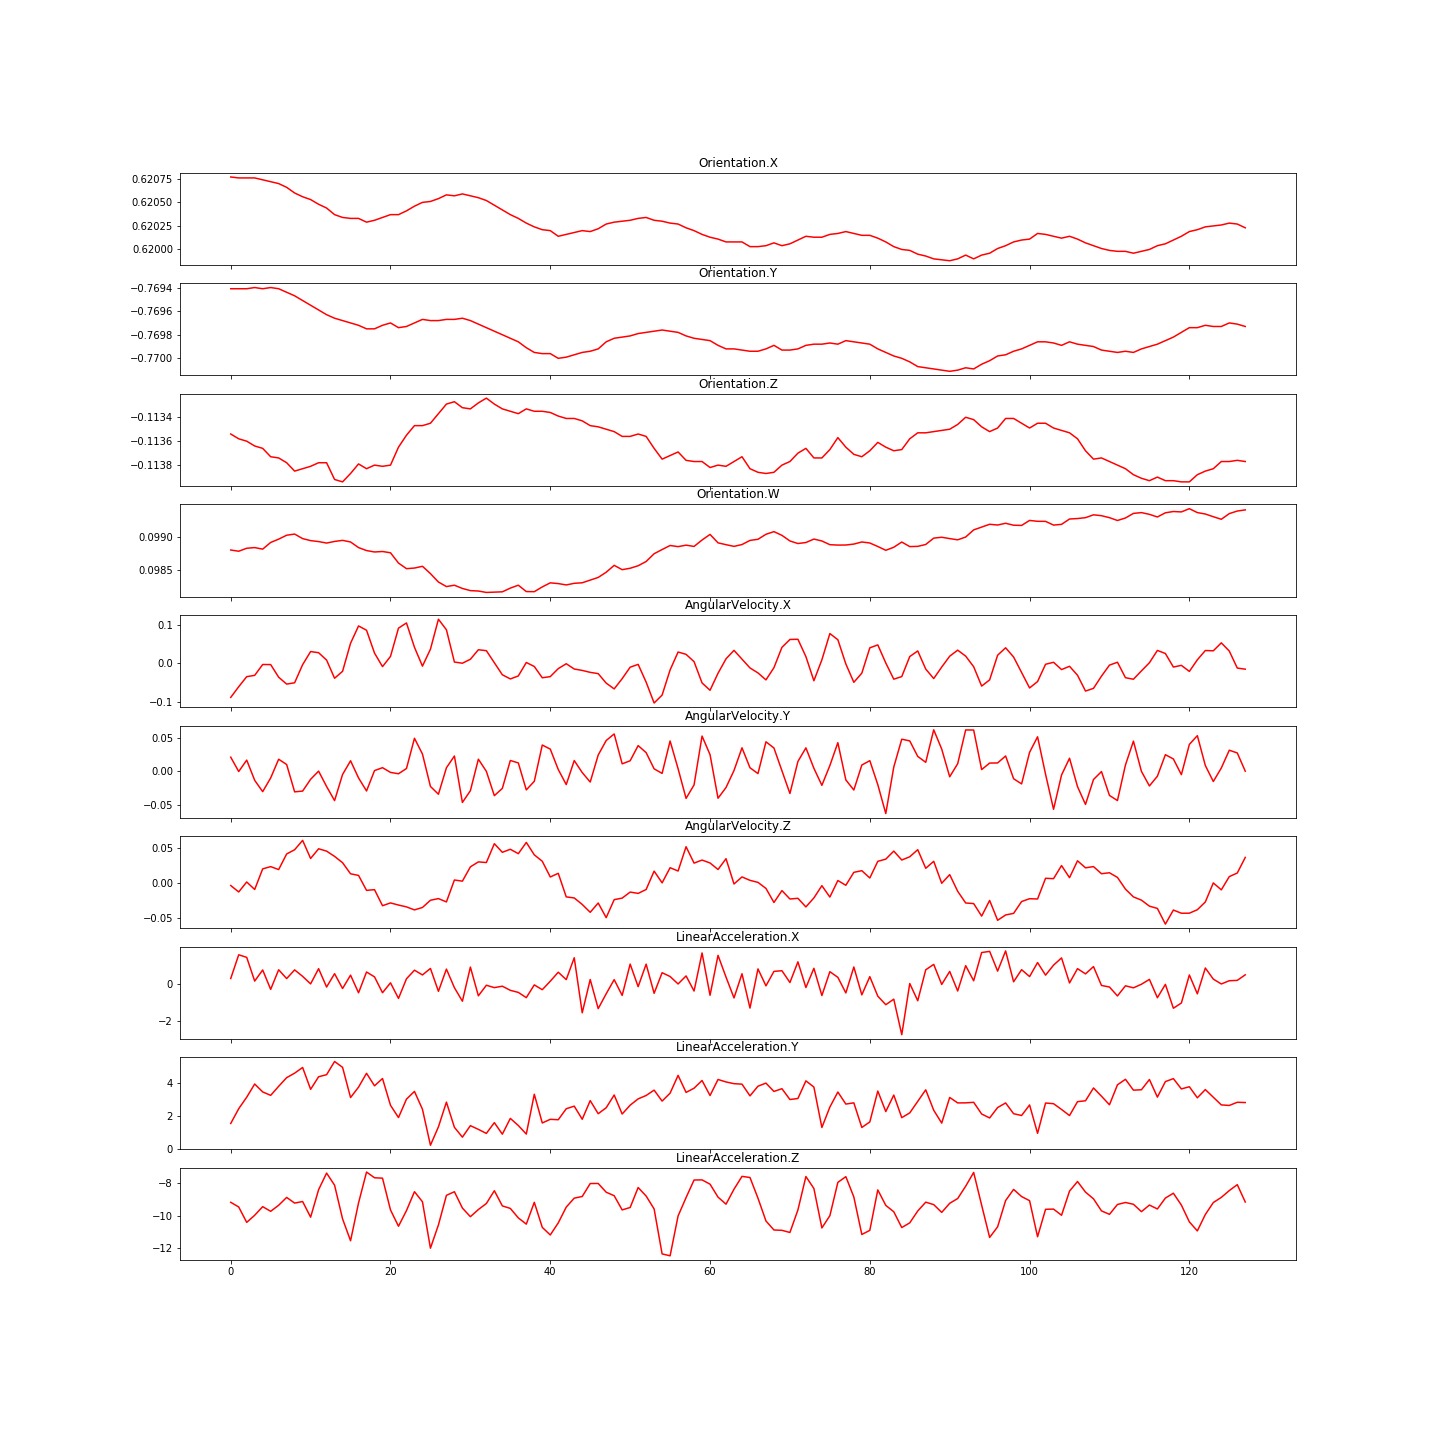 Orientation.X
0.62075
0.62050
0.62025
0.62000
Orientation.Y
−0.7694
−0.7696
−0.7698
−0.7700
Orientation.Z
−0.1134
−0.1136
−0.1138
Orientation.W
0.0990
0.0985
AngularVelocity.X
0.1
0.0
−0.1
AngularVelocity.Y
0.05
0.00
−0.05
AngularVelocity.Z
0.05
0.00
−0.05
LinearAcceleration.X
0
−2
LinearAcceleration.Y
4
2
0
LinearAcceleration.Z
−8
−10
−12
0 20 40 60 80 100 120